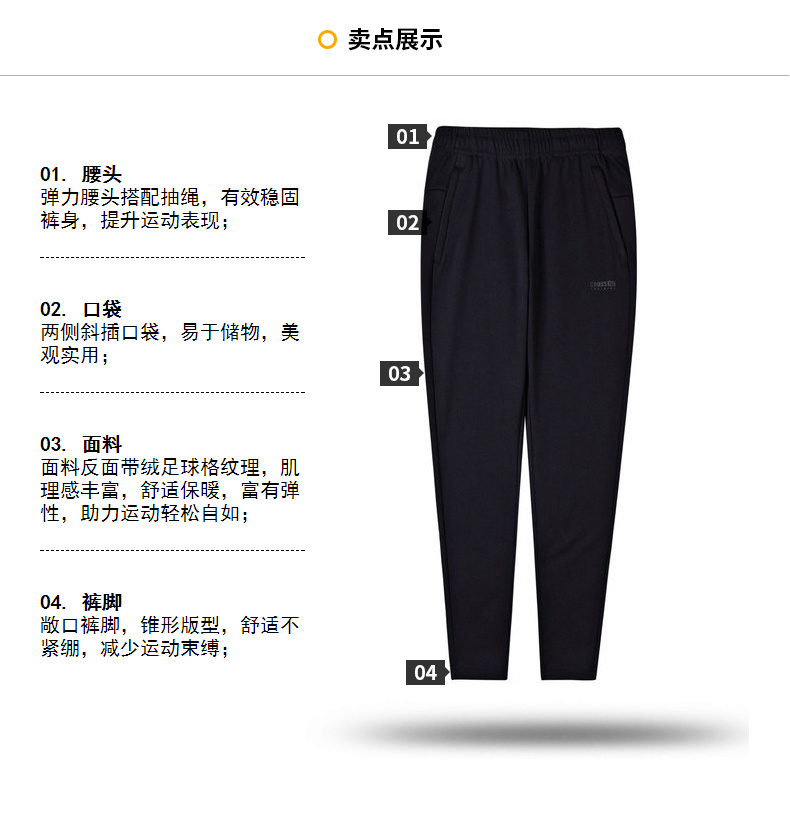 卖点展示
01. 腰头
弹力腰头搭配抽绳，有效稳固
裤身，提升运动表现；
02. 口袋
两侧斜插口袋，易于储物，美
观实用；
03. 面料
面料反面带绒足球格纹理，肌
理感丰富，舒适保暖，富有弹
性，助力运动轻松自如；
04. 裤脚
敞口裤脚，锥形版型，舒适不
紧绷，减少运动束缚；
01
02
03
04